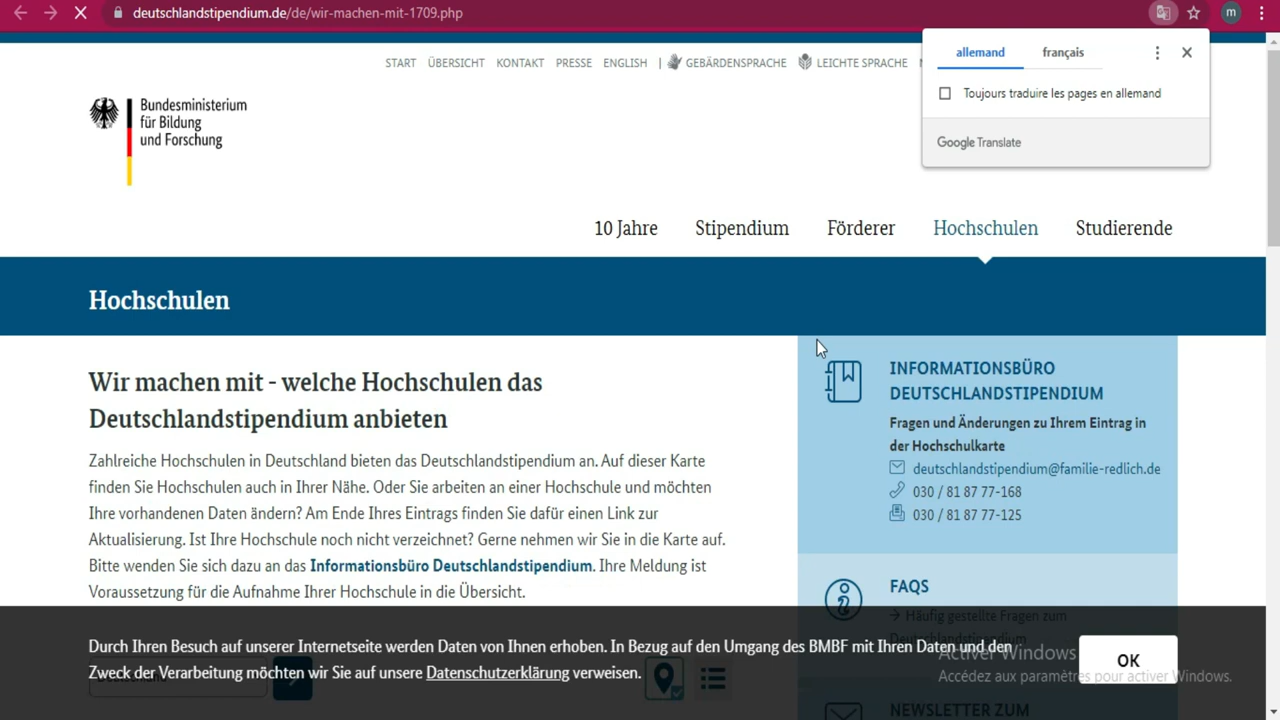 deutschlandstipendium.de/de/wir-machen-mit-1709.php
m
allemand français
Toujours traduire les pages en allemand
Google Translate
START ÜBERSICHT KONTAKT PRESSE ENGLISH | GEBÄRDENSPRACHE LEICHTE SPRACHE
Bundesministerium
für Bildung
und Forschung
10 Jahre Stipendium Förderer Hochschulen Studierende
Hochschulen
Wir machen mit - welche Hochschulen das
Deutschlandstipendium anbieten
Zahlreiche Hochschulen in Deutschland bieten das Deutschlandstipendium an. Auf dieser Karte
finden Sie Hochschulen auch in Ihrer Nähe. Oder Sie arbeiten an einer Hochschule und möchten
Ihre vorhandenen Daten ändern? Am Ende Ihres Eintrags finden Sie dafür einen Link zur
Aktualisierung. Ist Ihre Hochschule noch nicht verzeichnet? Gerne nehmen wir Sie in die Karte auf.
Bitte wenden Sie sich dazu an das Informationsbüro Deutschlandstipendium. Ihre Meldung ist
Voraussetzung für die Aufnahme Ihrer Hochschule in die Übersicht.
INFORMATIONSBÜRO
DEUTSCHLANDSTIPENDIUM
Fragen und Änderungen zu Ihrem Eintrag in
der Hochschulkarte
deutschlandstipendium@familie-redlich.de
030 / 81 87 77-168
030 / 81 87 77-125
FAQS
→ Häufig gestellte Fragen zum
Deutschlandstipendium
NEWSLETTER ZUM
Durch Ihren Besuch auf unserer Internetseite werden Daten von Ihnen erhoben. In Bezug auf den Umgang des BMBF mit Ihren Daten und den
Zweck der Verarbeitung möchten wir Sie auf unsere Datenschutzerklärung verweisen.
OK
Activer Windows
Accédez aux paramètres pour activer Windows.